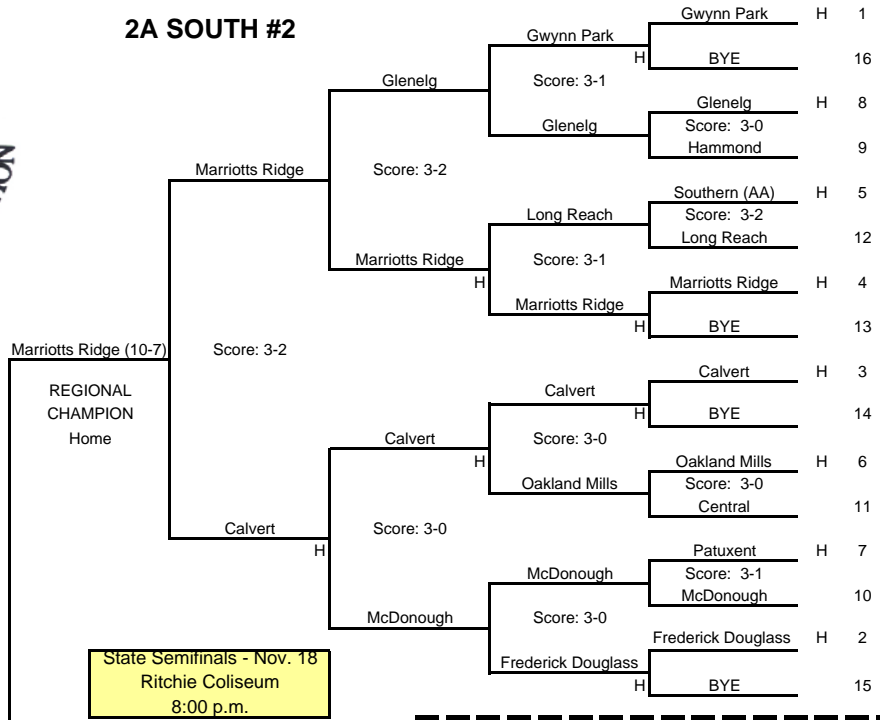 2A SOUTH #2
Gwynn Park H 1
Gwynn Park
H BYE 16
Glenelg
Score: 3-1
Glenelg H 8
Glenelg
Score: 3-0
Hammond 9
Marriotts Ridge
Score: 3-2
Southern (AA) H 5
Long Reach
Score: 3-2
Long Reach 12
Marriotts Ridge
H
Score: 3-1
Marriotts Ridge H 4
Marriotts Ridge
H BYE 13
Marriotts Ridge (10-7)
Score: 3-2
REGIONAL
CHAMPION
Home
Calvert H 3
Calvert
H BYE 14
Calvert
H
Score: 3-0
Oakland Mills H 6
Oakland Mills
Score: 3-0
Central 11
Calvert
H
Score: 3-0
Patuxent H 7
McDonough
Score: 3-1
McDonough 10
McDonough
Score: 3-0
Frederick Douglass H 2
Frederick Douglass
H BYE 15
State Semifinals - Nov. 18
Ritchie Coliseum
8:00 p.m.